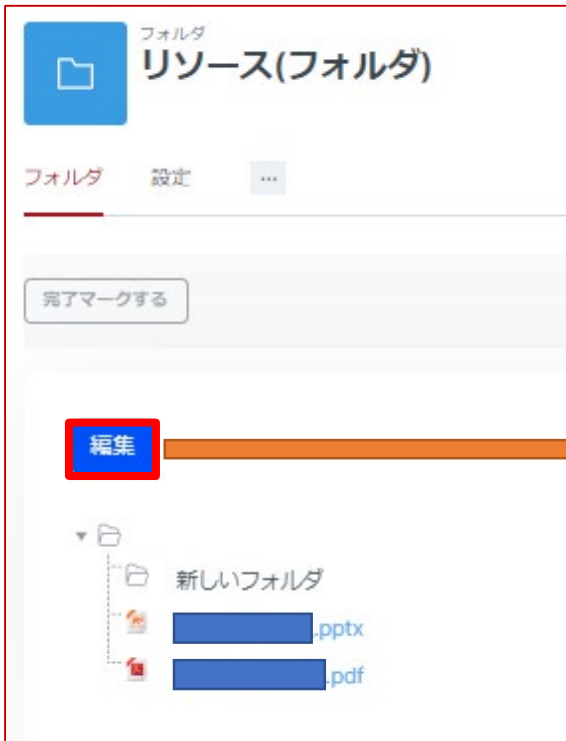 フォルダ
リソース(フォルダ)
フォルダ 設定 ...
完了マークする
編集
新しいフォルダ
.pptx
.pdf